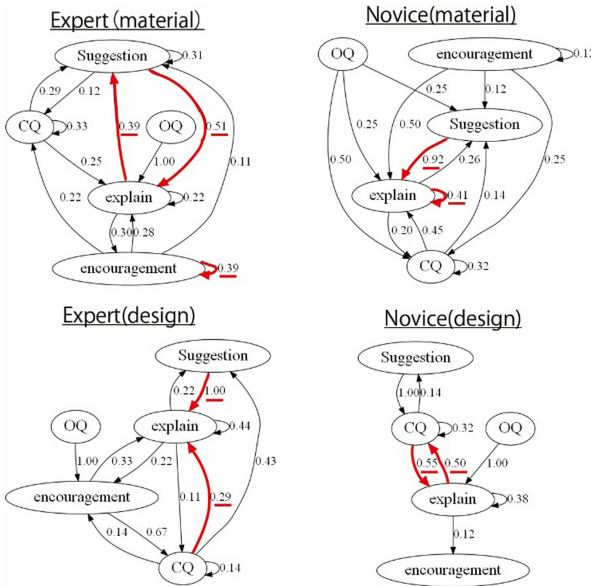 Expert(material)
Suggestion
0.31
0.29
0.12
CQ
0.33
0.39
OQ
0.51
0.25
1.00
0.11
explain
0.22
0.22
0.30
0.28
encouragement
0.39
Novice(material)
OQ
encouragement
0.12
0.25
0.12
Suggestion
0.25
0.50
0.50
0.92
0.26
0.25
explain
0.41
0.14
0.20
0.45
CQ
0.32
Expert(design)
Suggestion
0.22
1.00
OQ
explain
0.44
1.00
0.33
0.22
0.43
encouragement
0.11
0.29
0.14
0.67
CQ
0.14
Novice(design)
Suggestion
1.00
0.14
CQ
0.32
OQ
0.55
0.50
1.00
explain
0.38
0.12
encouragement